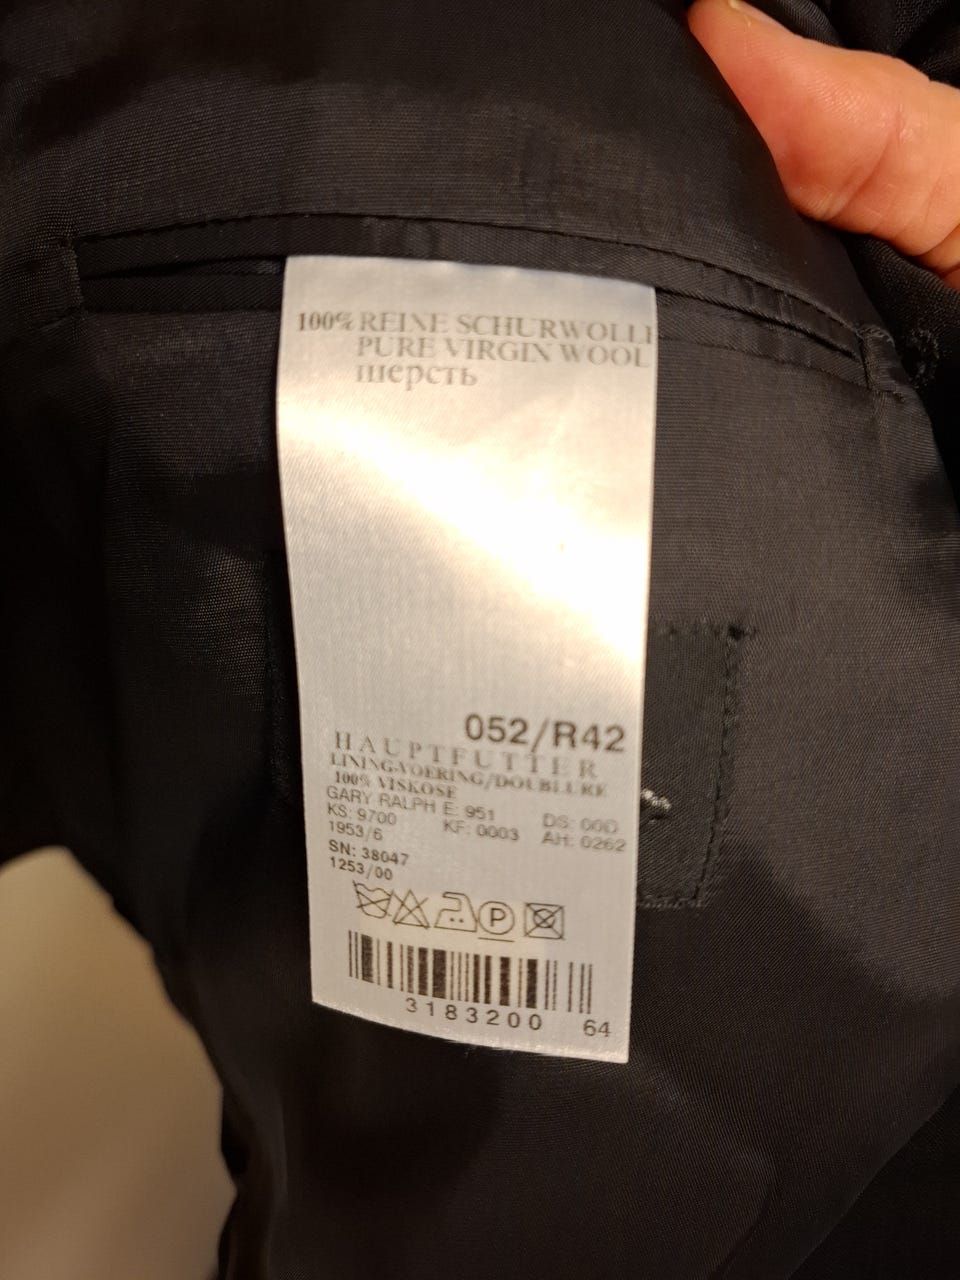 100% REINE SCHURWOLL
PURE VIRGIN WOOL
шерсть
052/R42
HAUPTFUTTER
LINING-VOERING/DOUBLURE
100% VISKOSE
GARY RALPH E: 951 DS: 00D
KS: 9700 KF: 0003 AH: 0262
1953/6
SN: 38047
1253/00
P
3183200 64